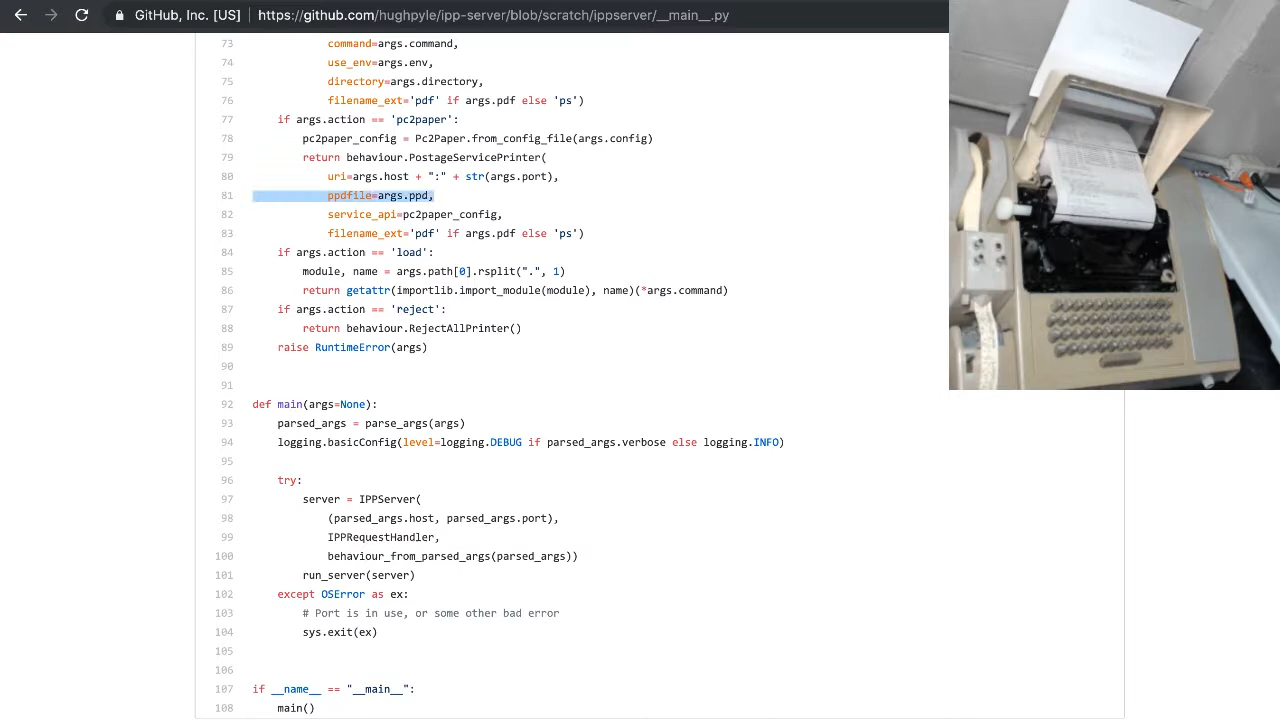 GitHub, Inc. [US] https://github.com/hughpyle/ipp-server/blob/scratch/ippserver/__main__.py
73 command=args.command,
74 use_env=args.env,
75 directory=args.directory,
76 filename_ext='pdf' if args.pdf else 'ps')
77 if args.action == 'pc2paper':
78 pc2paper_config = Pc2Paper.from_config_file(args.config)
79 return behaviour.PostageServicePrinter(
80 uri=args.host + ":" + str(args.port),
81 ppdfile=args.ppd,
82 service_api=pc2paper_config,
83 filename_ext='pdf' if args.pdf else 'ps')
84 if args.action == 'load':
85 module, name = args.path[0].rsplit(".", 1)
86 return getattr(importlib.import_module(module), name)(*args.command)
87 if args.action == 'reject':
88 return behaviour.RejectAllPrinter()
89 raise RuntimeError(args)
90
91
92 def main(args=None):
93 parsed_args = parse_args(args)
94 logging.basicConfig(level=logging.DEBUG if parsed_args.verbose else logging.INFO)
95
96 try:
97 server = IPPServer(
98 (parsed_args.host, parsed_args.port),
99 IPPRequestHandler,
100 behaviour_from_parsed_args(parsed_args))
101 run_server(server)
102 except OSError as ex:
103 # Port is in use, or some other bad error
104 sys.exit(ex)
105
106
107 if __name__ == "__main__":
108 main()